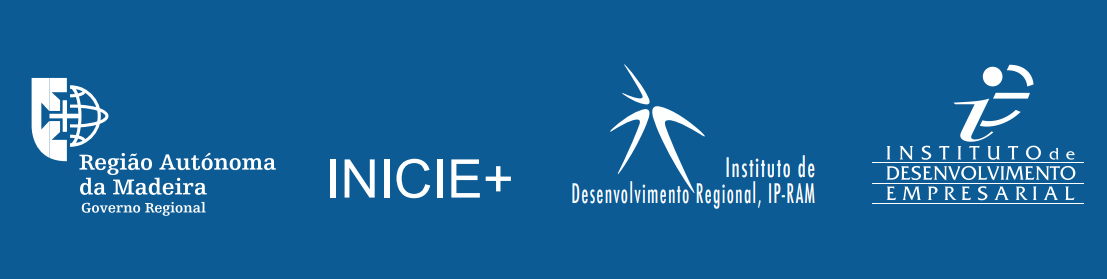 Região Autónoma
da Madeira
Governo Regional
INICIE+
Instituto de
Desenvolvimento Regional, IP-RAM
INSTITUTO de
DESENVOLVIMENTO
EMPRESARIAL